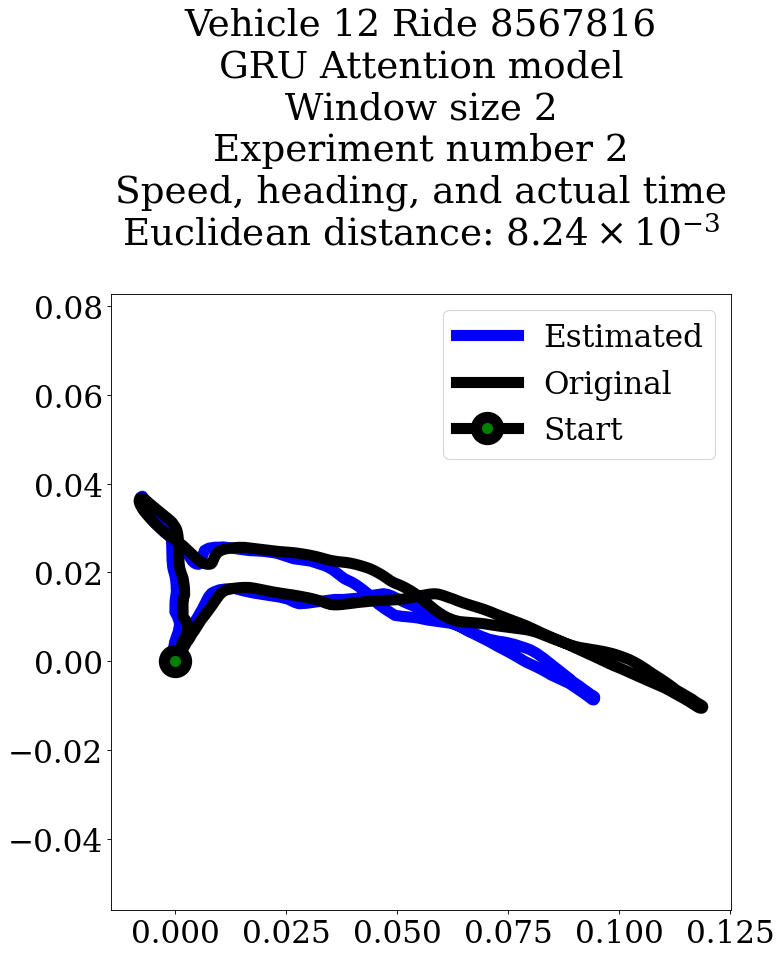 Vehicle 12 Ride 8567816
GRU Attention model
Window size 2
Experiment number 2
Speed, heading, and actual time
Euclidean distance: 8.24 × 10⁻³
Estimated
Original
Start
0.08
0.06
0.04
0.02
0.00
−0.02
−0.04
0.000 0.025 0.050 0.075 0.100 0.125